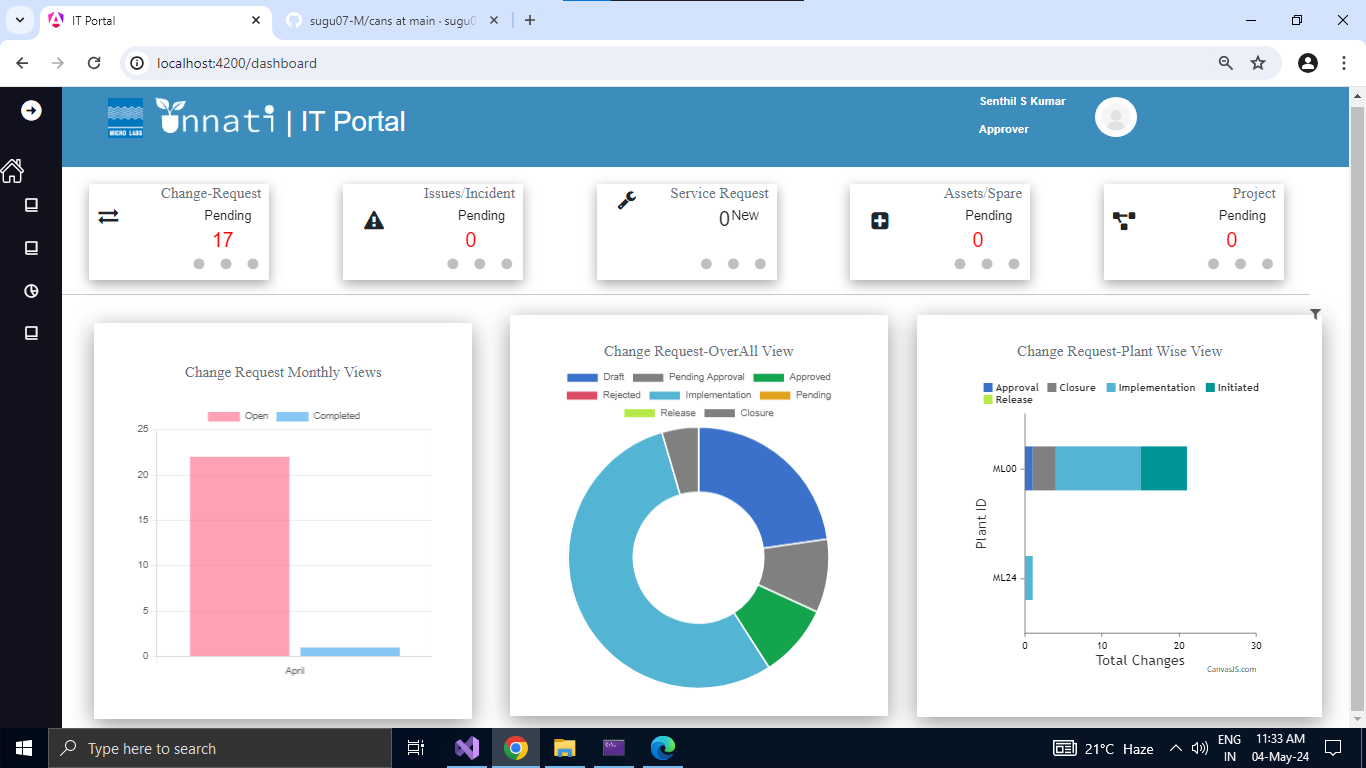 IT Portal
sugu07-M/cans at main · sugu0
localhost:4200/dashboard
MICRO LABS
Unnati | IT Portal
Senthil S Kumar
Approver
Change-Request
Pending
17
Issues/Incident
Pending
0
Service Request
0 New
Assets/Spare
Pending
0
Project
Pending
0
Change Request Monthly Views
Open Completed
25
20
15
10
5
0
April
Change Request-OverAll View
Draft Pending Approval Approved
Rejected Implementation Pending
Release Closure
Change Request-Plant Wise View
Approval Closure Implementation Initiated
Release
Plant ID
ML00
ML24
0 10 20 30
Total Changes
CanvasJS.com
Type here to search
21°C Haze
ENG
IN
11:33 AM
04-May-24